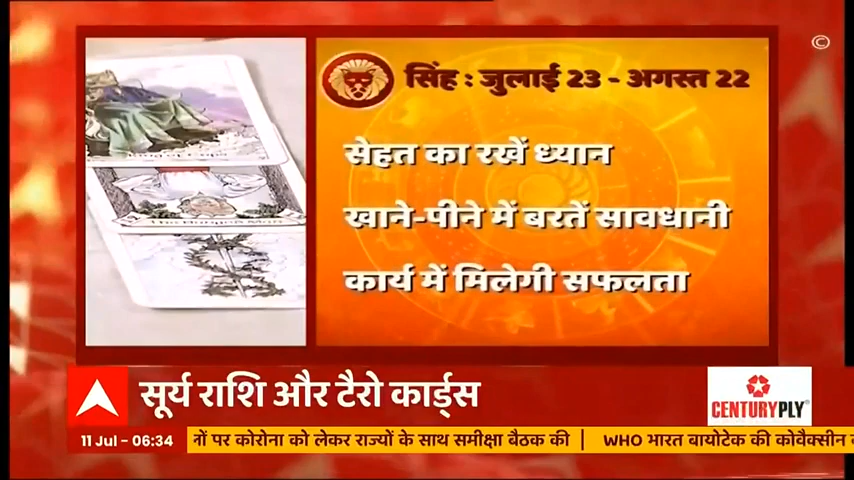 ©
सिंह : जुलाई 23 - अगस्त 22
सेहत का रखें ध्यान
खाने-पीने में बरतें सावधानी
कार्य में मिलेगी सफलता
सूर्य राशि और टैरो कार्ड्स
CENTURYPLY®
11 Jul – 06:34
पर कोरोना को लेकर राज्यों के साथ समीक्षा बैठक की | WHO भारत बायोटेक की कोवैक्सीन